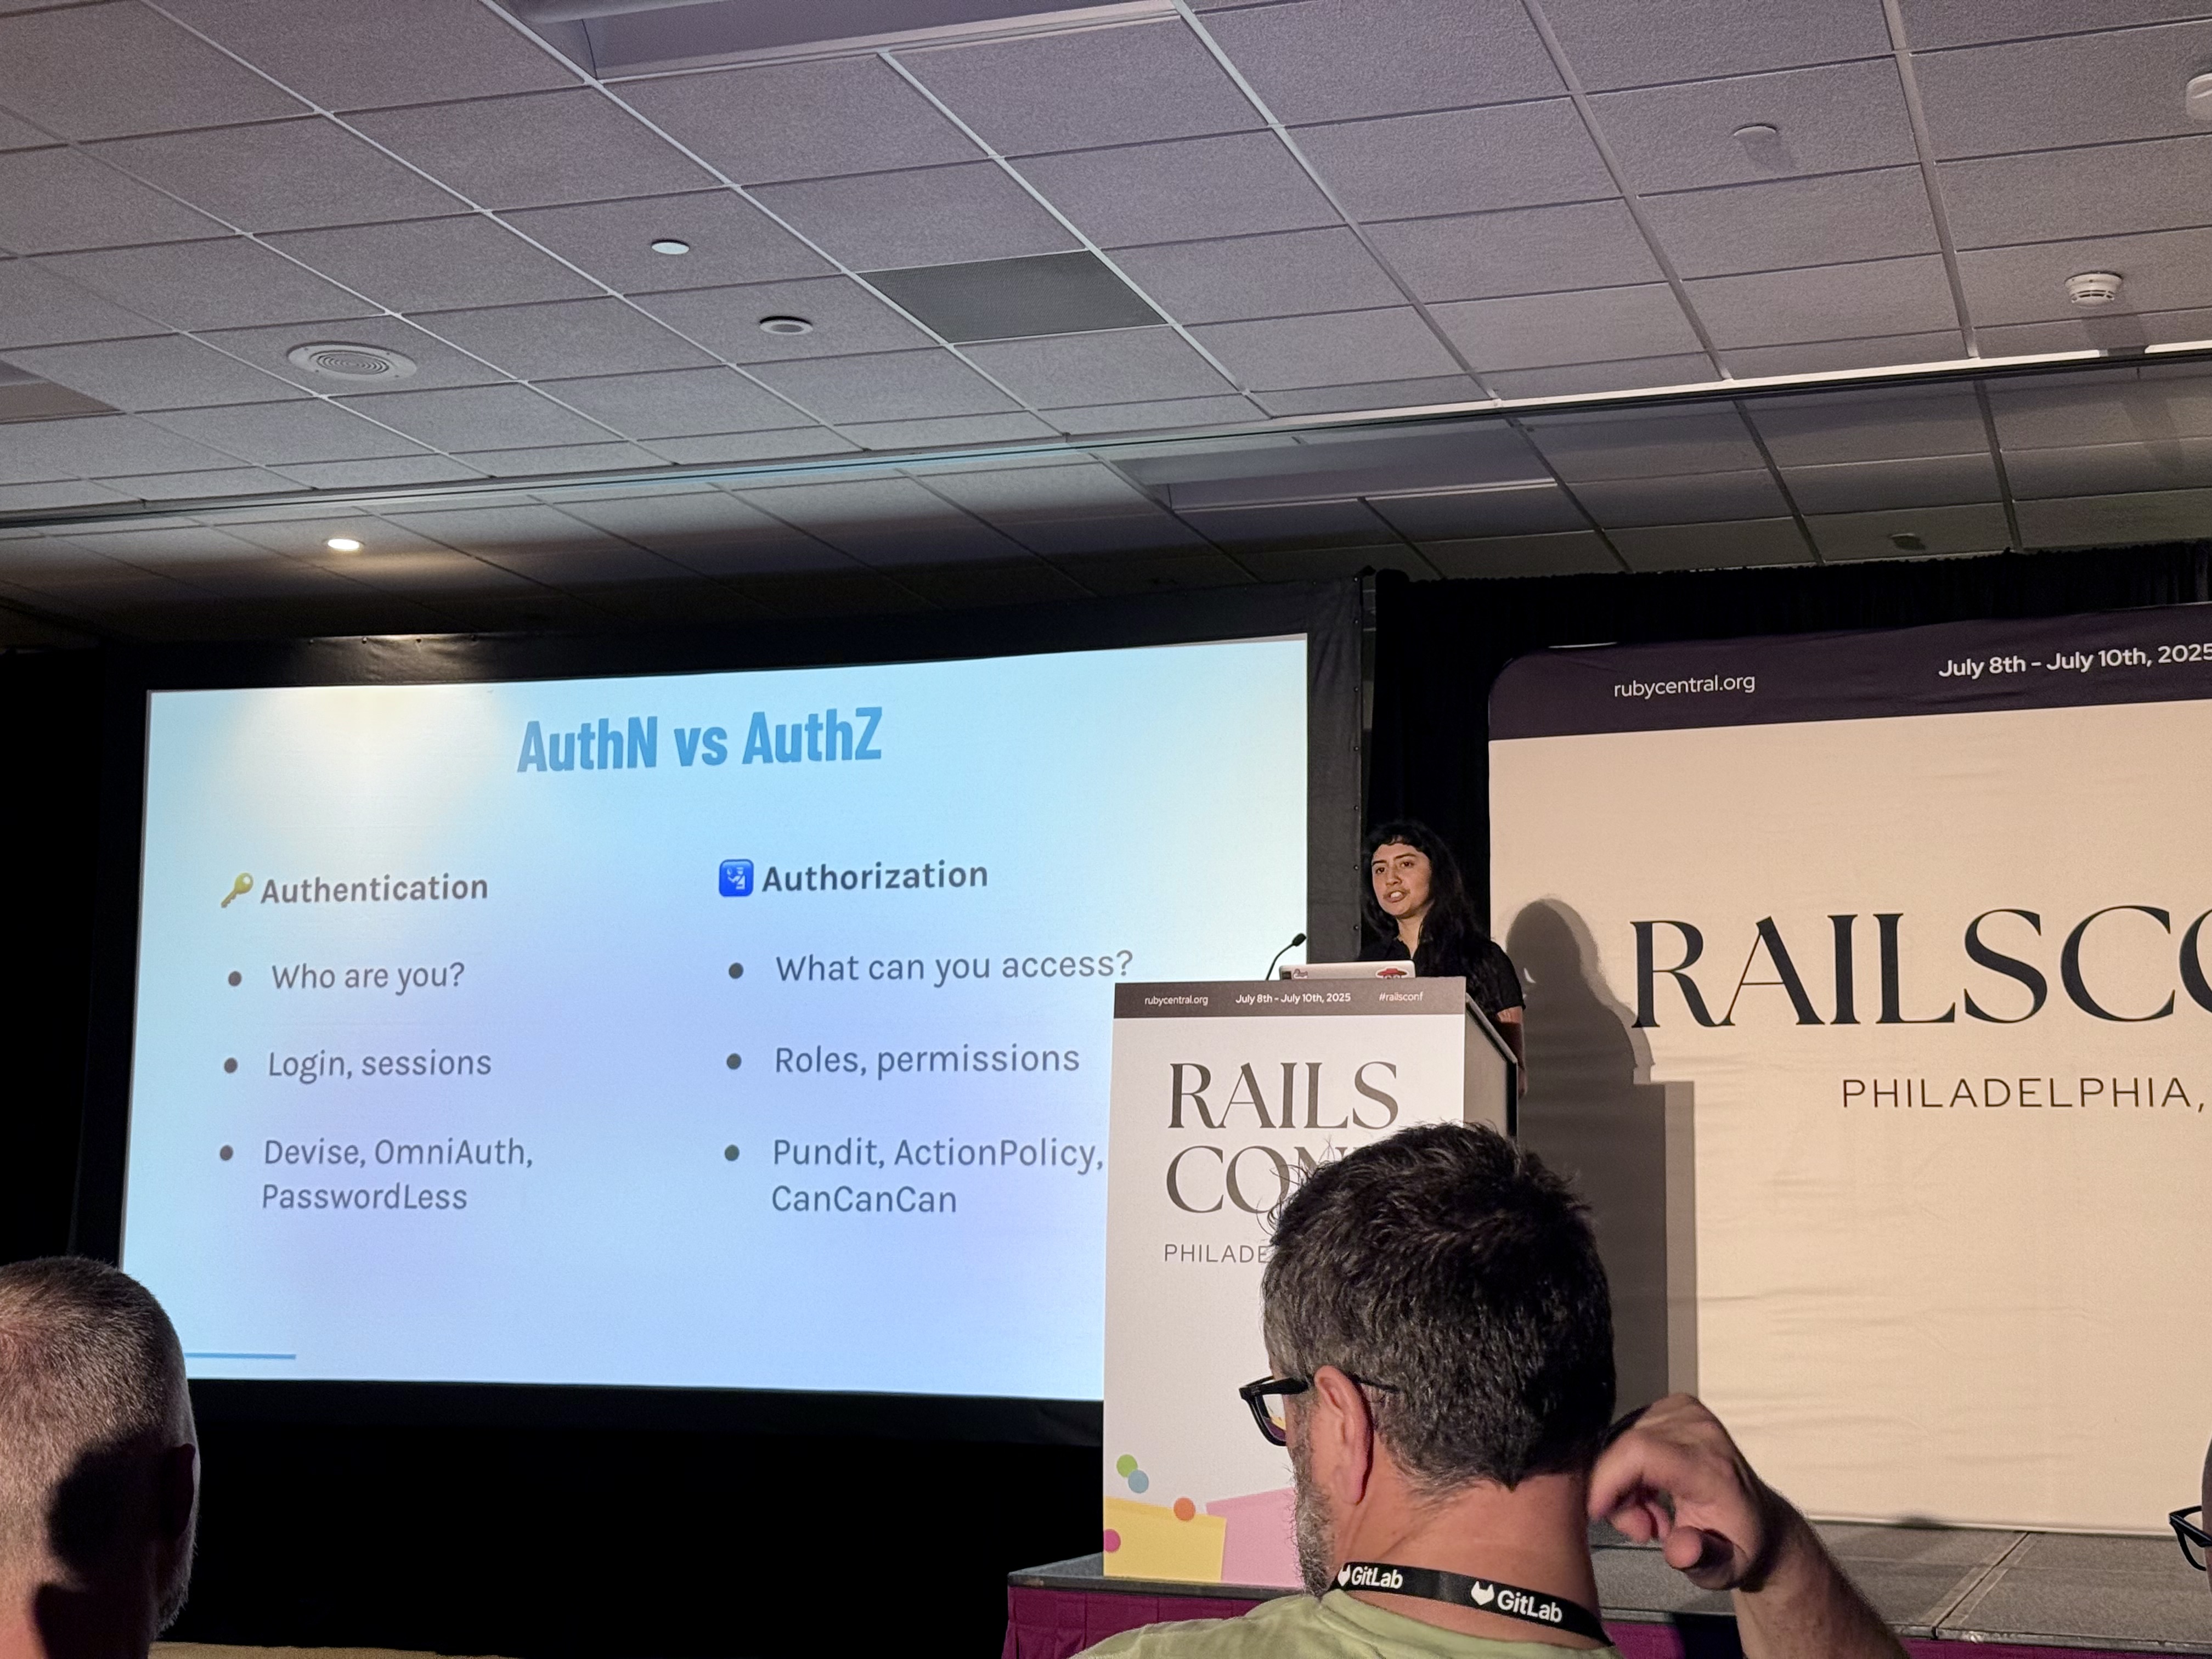 AuthN vs AuthZ
Authentication
Who are you?
Login, sessions
Devise, OmniAuth,
PasswordLess
Authorization
What can you access?
Roles, permissions
Pundit, ActionPolicy,
CanCanCan
rubycentral.org
July 8th - July 10th, 2025
#railsconf
RAILS
PHILADE
rubycentral.org
July 8th - July 10th, 2025
RAILSCO
PHILADELPHIA,
GitLab
GitLab